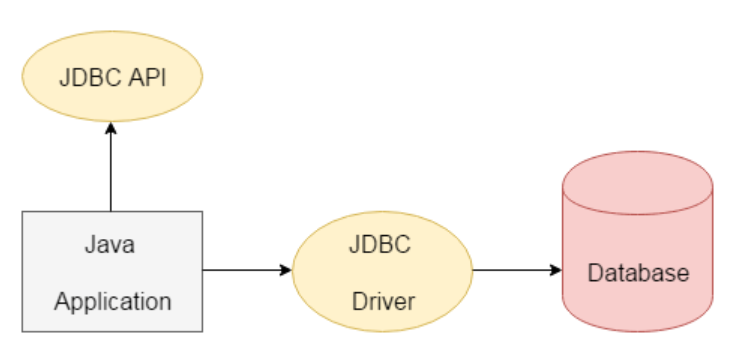 JDBC API
Java
Application
JDBC
Driver
Database